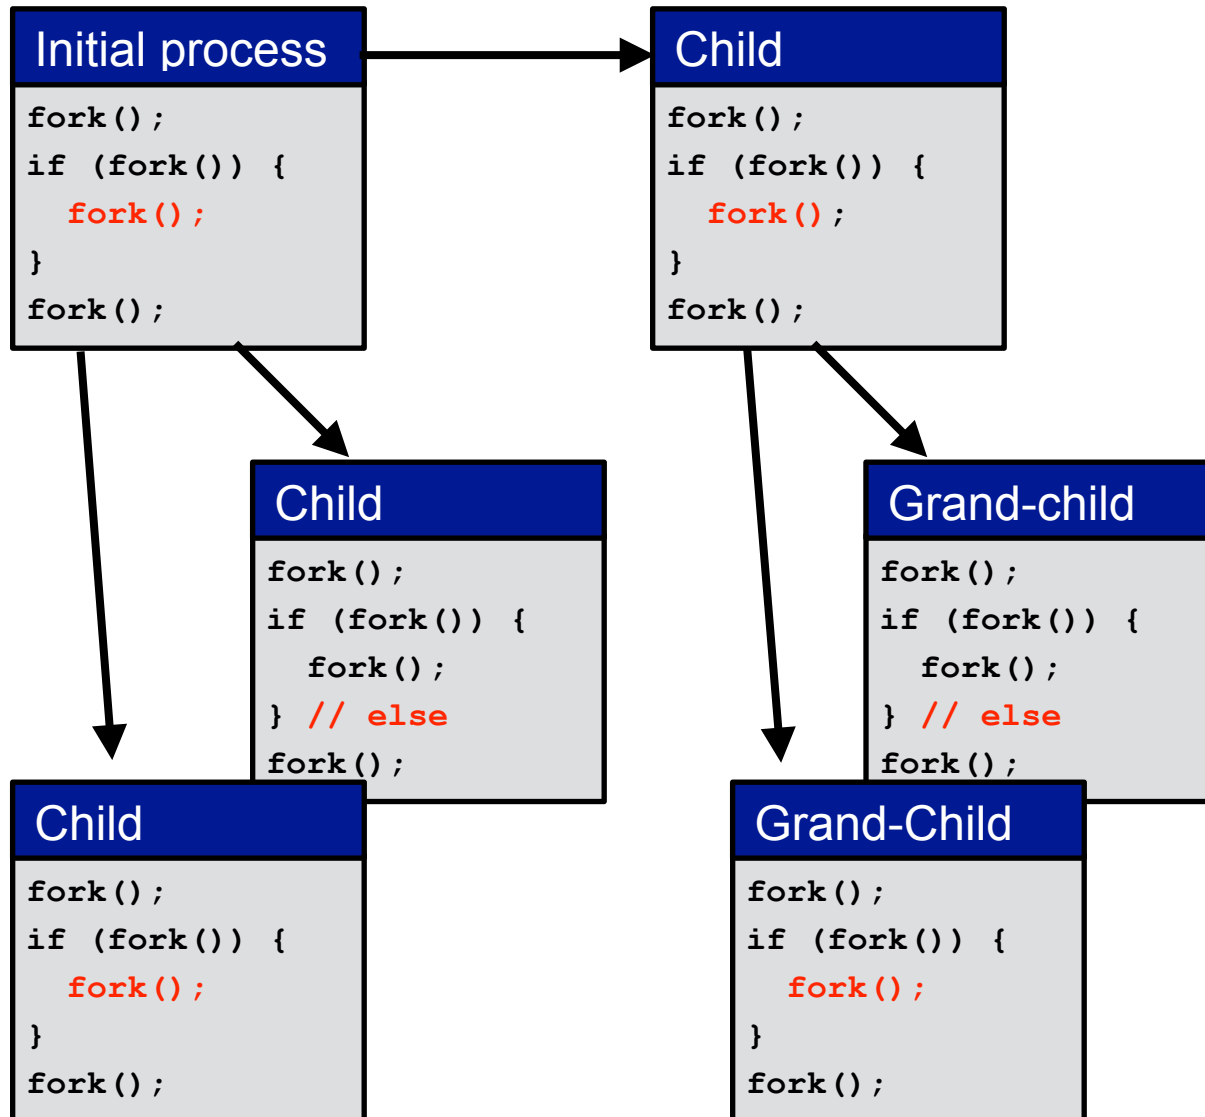 Initial process
fork();
if (fork()) {
  fork();
}
fork();
Child
fork();
if (fork()) {
  fork();
}
fork();
Child
fork();
if (fork()) {
  fork();
} // else
fork();
Grand-child
fork();
if (fork()) {
  fork();
} // else
fork();
Child
fork();
if (fork()) {
  fork();
}
fork();
Grand-Child
fork();
if (fork()) {
  fork();
}
fork();